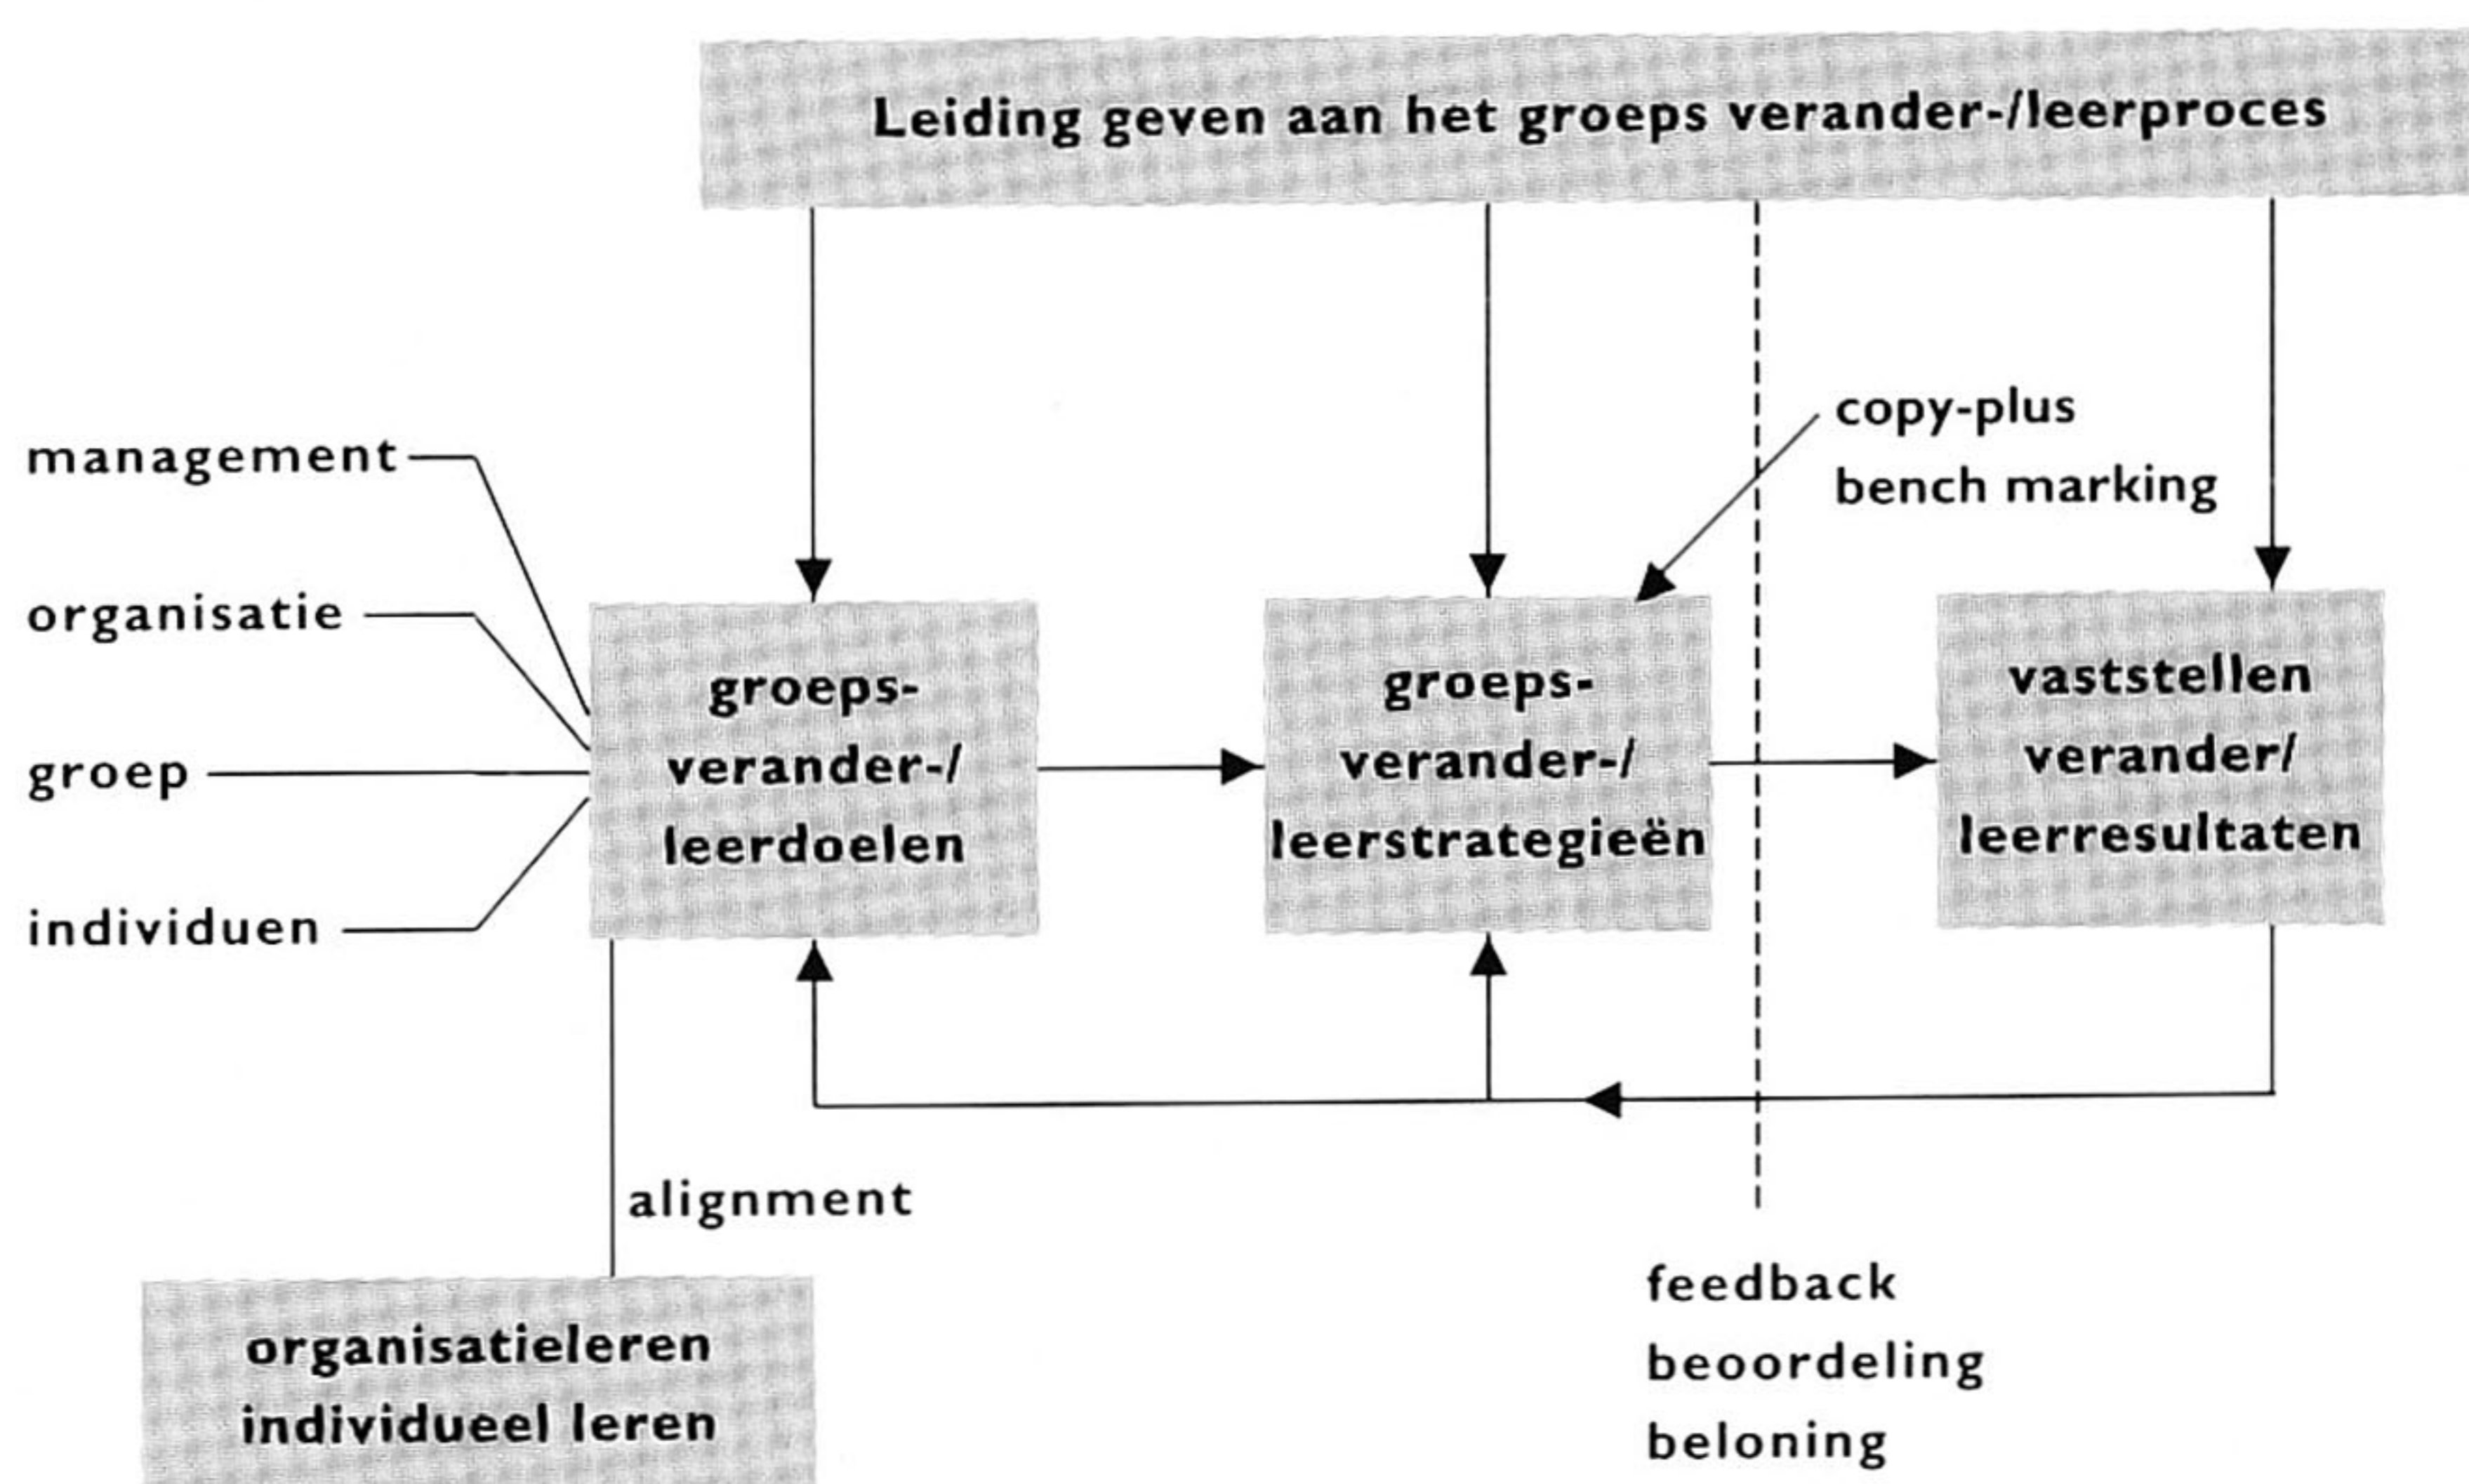 Leiding geven aan het groeps verander-/leerproces
copy-plus
bench marking
management
organisatie
groep
individuen
groeps-
verander-/
leerdoelen
groeps-
verander-/
leerstrategieën
vaststellen
verander/
leerresultaten
alignment
organisatieleren
individueel leren
feedback
beoordeling
beloning